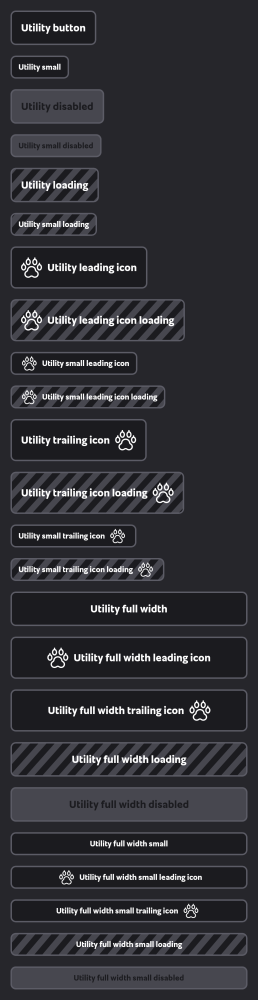 Utility button
Utility small
Utility disabled
Utility small disabled
Utility loading
Utility small loading
Utility leading icon
Utility leading icon loading
Utility small leading icon
Utility small leading icon loading
Utility trailing icon
Utility trailing icon loading
Utility small trailing icon
Utility small trailing icon loading
Utility full width
Utility full width leading icon
Utility full width trailing icon
Utility full width loading
Utility full width disabled
Utility full width small
Utility full width small leading icon
Utility full width small trailing icon
Utility full width small loading
Utility full width small disabled